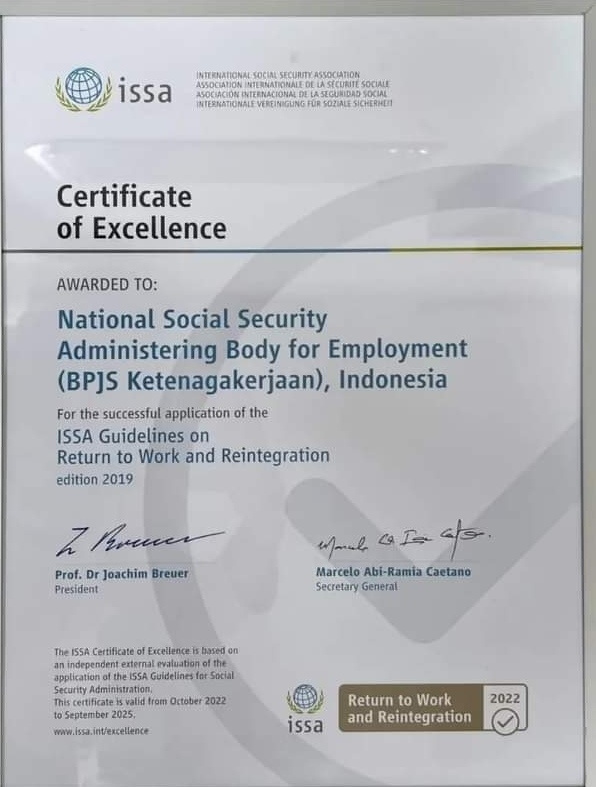 issa
INTERNATIONAL SOCIAL SECURITY ASSOCIATION
ASSOCIATION INTERNATIONALE DE LA SÉCURITÉ SOCIALE
ASOCIACIÓN INTERNACIONAL DE LA SEGURIDAD SOCIAL
INTERNATIONALE VEREINIGUNG FÜR SOZIALE SICHERHEIT
Certificate
of Excellence
AWARDED TO:
National Social Security
Administering Body for Employment
(BPJS Ketenagakerjaan), Indonesia
For the successful application of the
ISSA Guidelines on
Return to Work and Reintegration
edition 2019
Prof. Dr Joachim Breuer
President
Marcelo Abi-Ramia Caetano
Secretary General
The ISSA Certificate of Excellence is based on
an independent external evaluation of the
application of the ISSA Guidelines for Social
Security Administration.
This certificate is valid from October 2022
to September 2025.
www.issa.int/excellence
issa
Return to Work
and Reintegration
2022